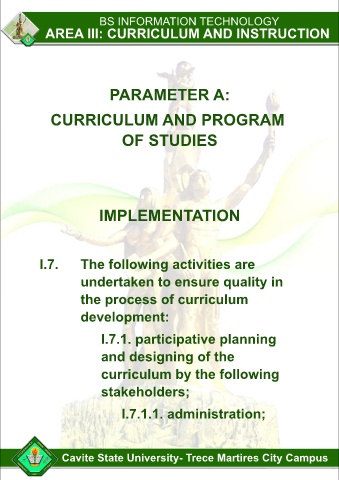 BS INFORMATION TECHNOLOGY
AREA III: CURRICULUM AND INSTRUCTION
PARAMETER A:
CURRICULUM AND PROGRAM
OF STUDIES
IMPLEMENTATION
I.7. The following activities are
undertaken to ensure quality in
the process of curriculum
development:
I.7.1. participative planning
and designing of the
curriculum by the following
stakeholders;
I.7.1.1. administration;
Cavite State University- Trece Martires City Campus